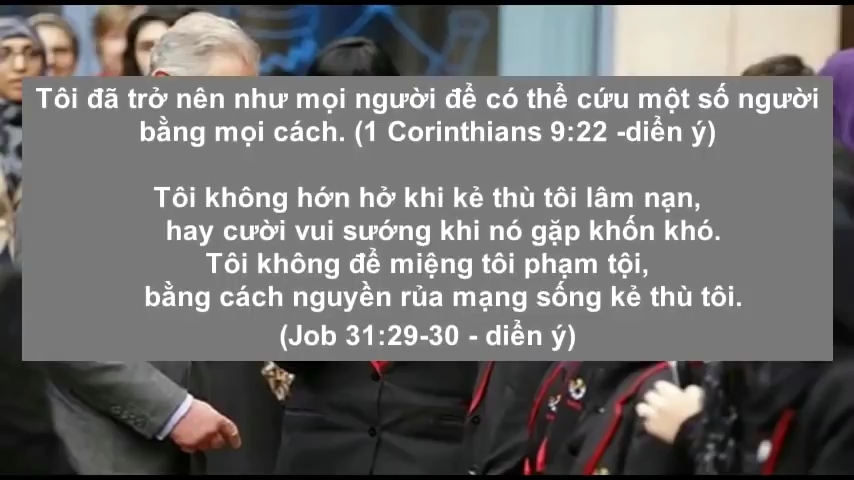 Tôi đã trở nên như mọi người để có thể cứu một số người
bằng mọi cách. (1 Corinthians 9:22 -diển ý)
Tôi không hớn hở khi kẻ thù tôi lâm nạn,
hay cười vui sướng khi nó gặp khốn khó.
Tôi không để miệng tôi phạm tội,
bằng cách nguyền rủa mạng sống kẻ thù tôi.
(Job 31:29-30 - diển ý)